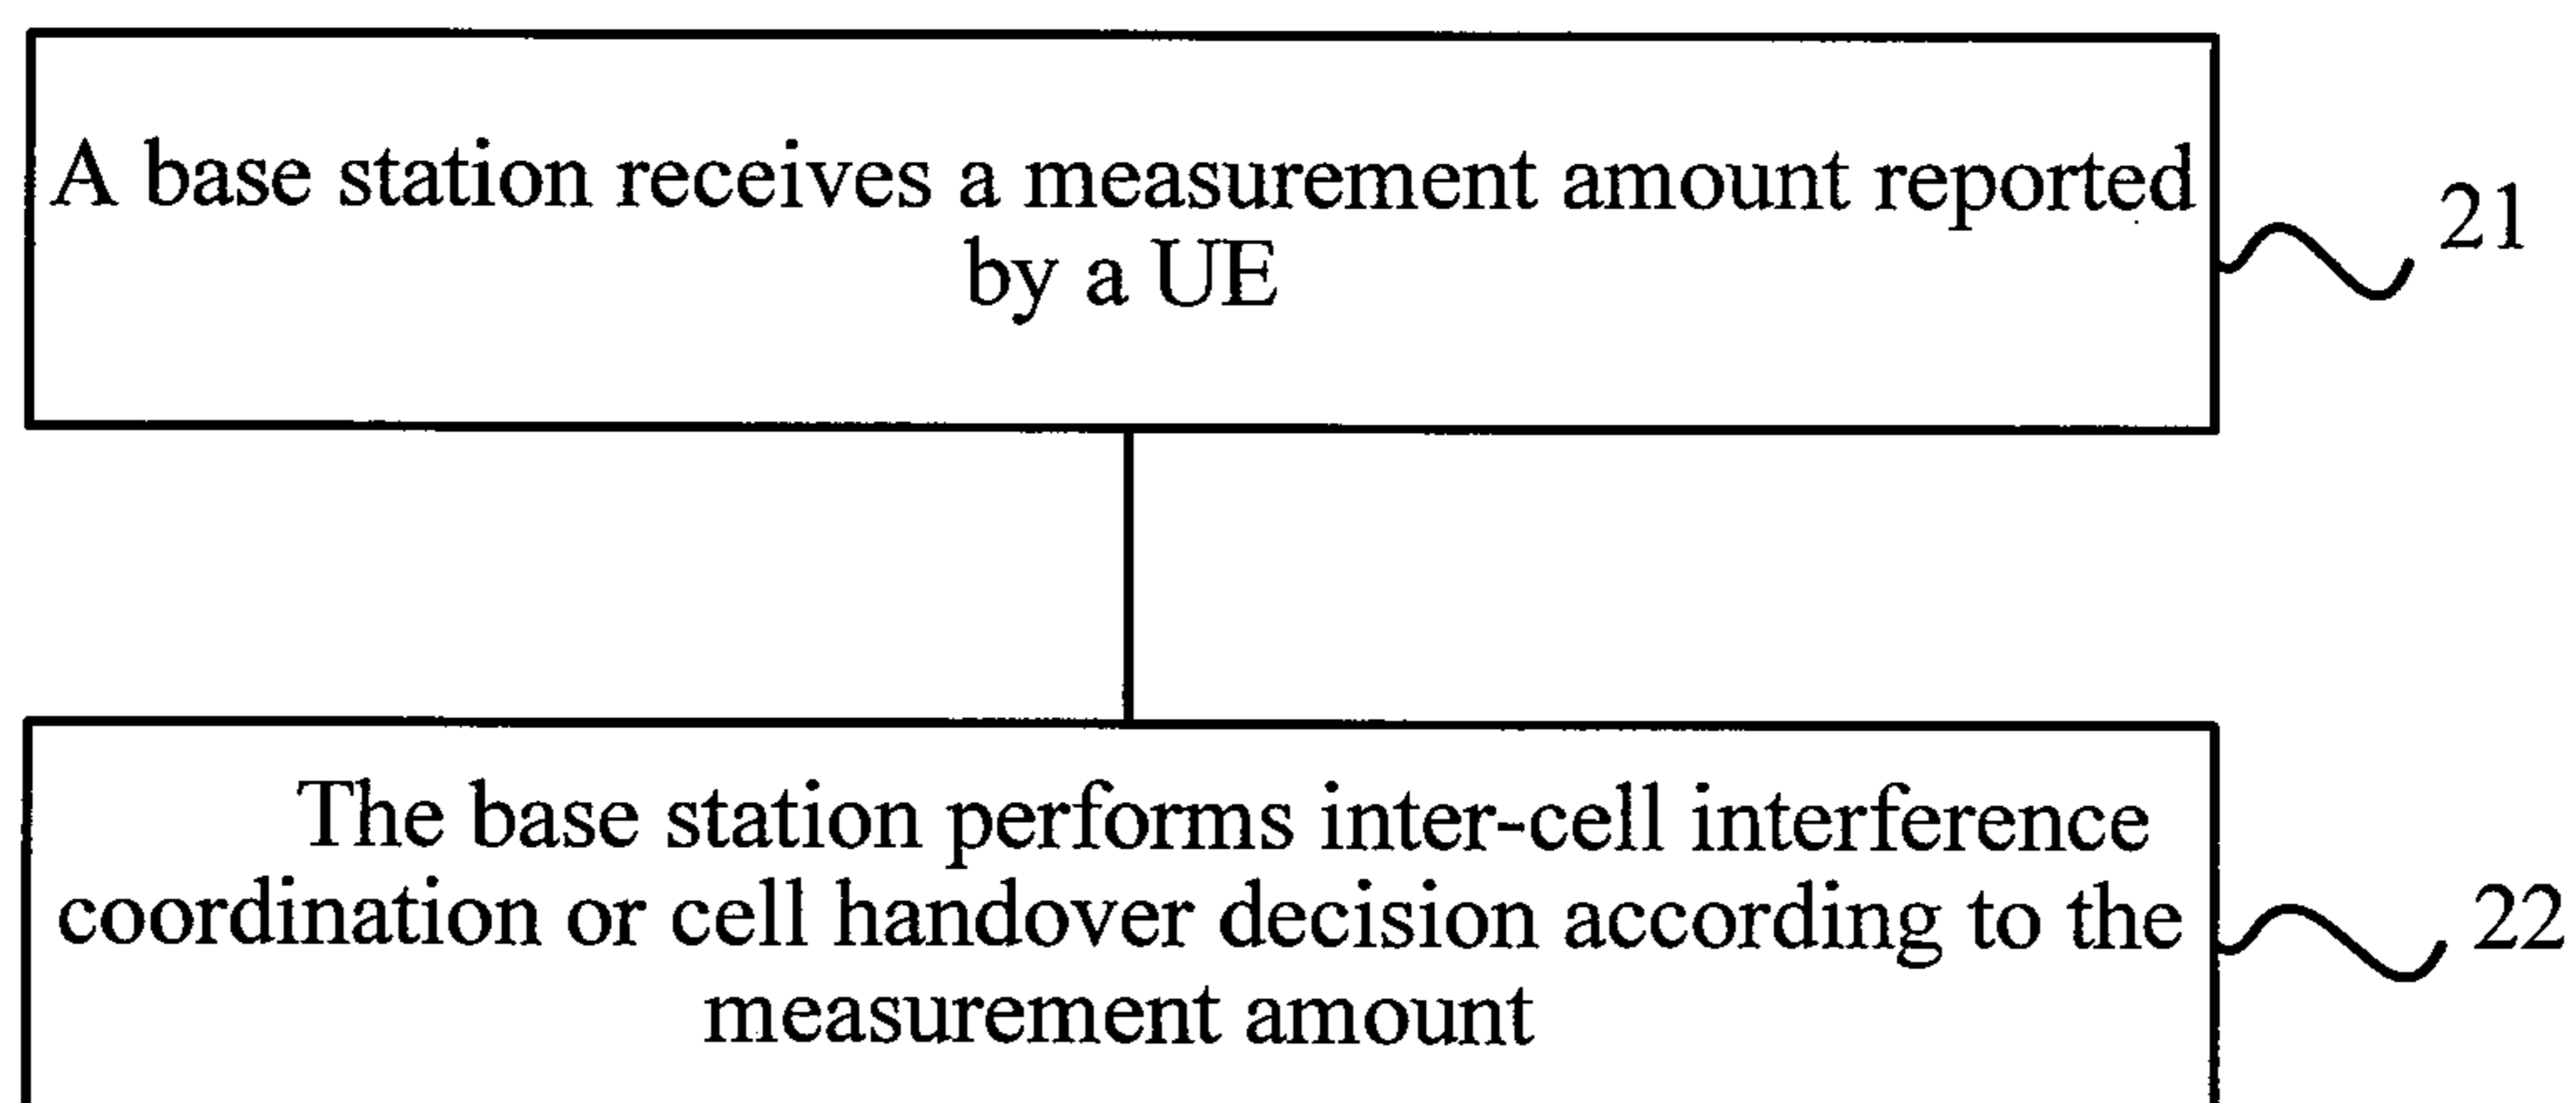 A base station receives a measurement amount reported
by a UE
21
The base station performs inter-cell interference
coordination or cell handover decision according to the
measurement amount
22